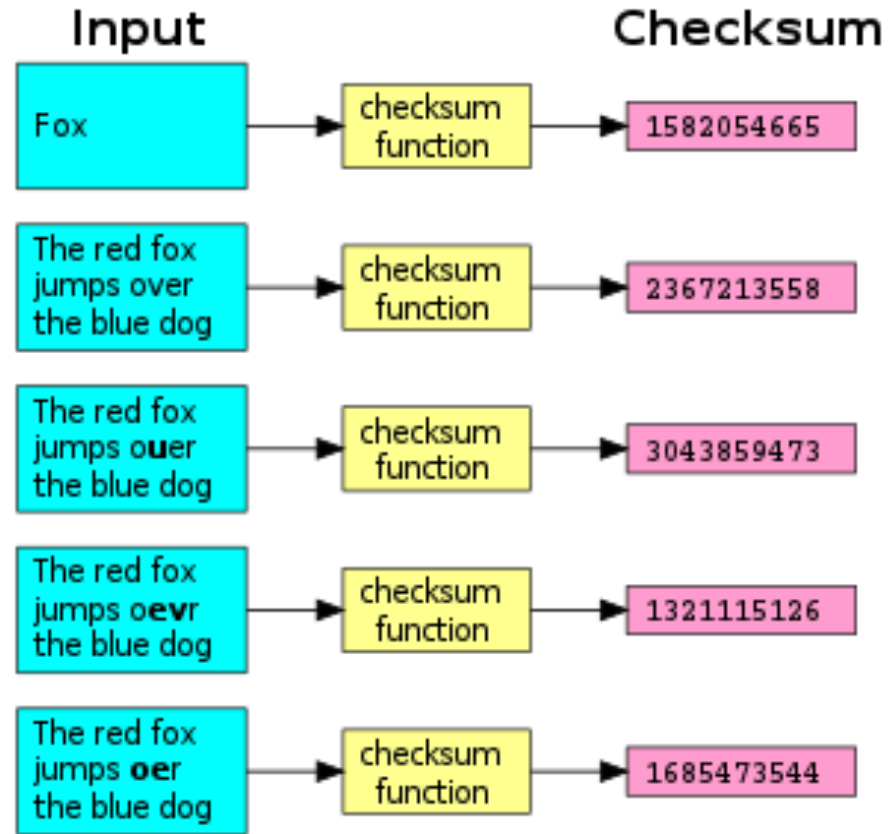 Input
Checksum
Fox
checksum
function
1582054665
The red fox
jumps over
the blue dog
checksum
function
2367213558
The red fox
jumps ouer
the blue dog
checksum
function
3043859473
The red fox
jumps oevr
the blue dog
checksum
function
1321115126
The red fox
jumps oer
the blue dog
checksum
function
1685473544